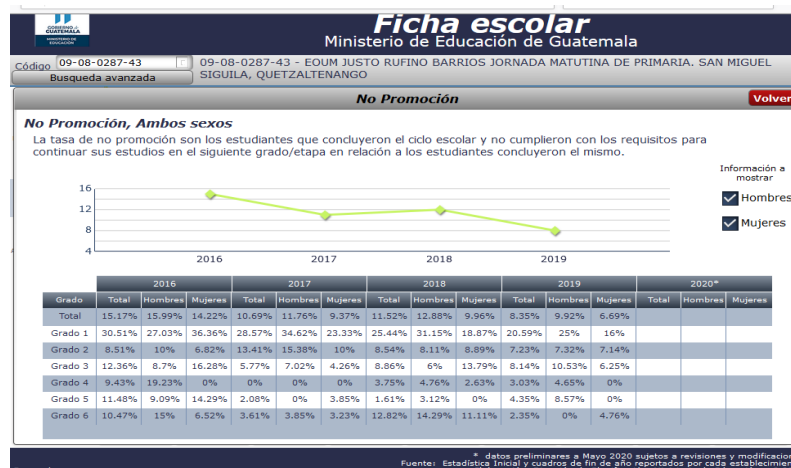 GOBIERNO de
GUATEMALA
MINISTERIO DE
EDUCACIÓN
Ficha escolar
Ministerio de Educación de Guatemala
Código 09-08-0287-43
Busqueda avanzada
09-08-0287-43 - EOUM JUSTO RUFINO BARRIOS JORNADA MATUTINA DE PRIMARIA. SAN MIGUEL
SIGUILA, QUETZALTENANGO
No Promoción
Volver
No Promoción, Ambos sexos
La tasa de no promoción son los estudiantes que concluyeron el ciclo escolar y no cumplieron con los requisitos para
continuar sus estudios en el siguiente grado/etapa en relación a los estudiantes concluyeron el mismo.
Información a
mostrar
Hombres
Mujeres
16
12
8
4
2016 2017 2018 2019
2016 2017 2018 2019 2020*
Grado Total Hombres Mujeres Total Hombres Mujeres Total Hombres Mujeres Total Hombres Mujeres Total Hombres Mujeres
Total 15.17% 15.99% 14.22% 10.69% 11.76% 9.37% 11.52% 12.88% 9.96% 8.35% 9.92% 6.69%
Grado 1 30.51% 27.03% 36.36% 28.57% 34.62% 23.33% 25.44% 31.15% 18.87% 20.59% 25% 16%
Grado 2 8.51% 10% 6.82% 13.41% 15.38% 10% 8.54% 8.11% 8.89% 7.23% 7.32% 7.14%
Grado 3 12.36% 8.7% 16.28% 5.77% 7.02% 4.26% 8.86% 6% 13.79% 8.14% 10.53% 6.25%
Grado 4 9.43% 19.23% 0% 0% 0% 0% 3.75% 4.76% 2.63% 3.03% 4.65% 0%
Grado 5 11.48% 9.09% 14.29% 2.08% 0% 3.85% 1.61% 3.12% 0% 4.35% 8.57% 0%
Grado 6 10.47% 15% 6.52% 3.61% 3.85% 3.23% 12.82% 14.29% 11.11% 2.35% 0% 4.76%
* datos preliminares a Mayo 2020 sujetos a revisiones y modificacion
Fuente: Estadística Inicial y cuadros de fin de año reportados por cada establecimien